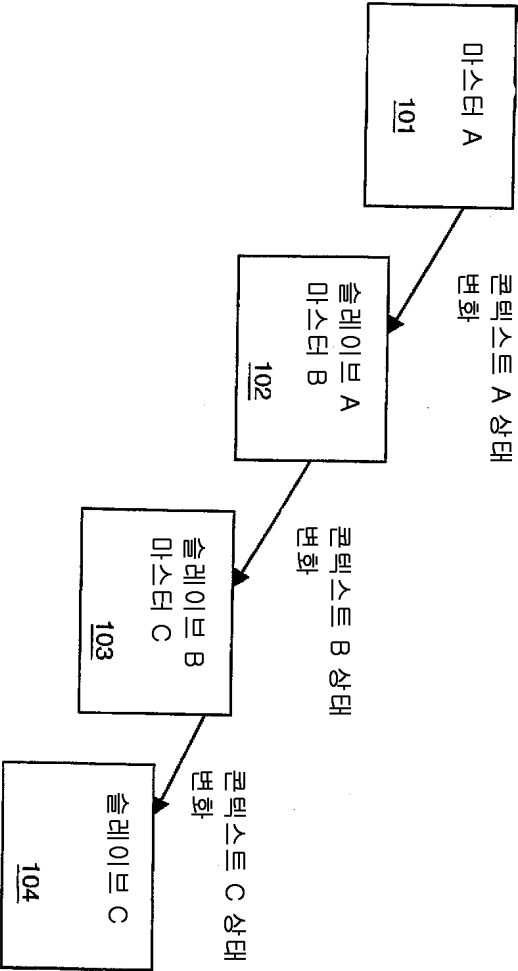 마스터 A
101
콘텍스트 A 상태
변화
슬레이브 A
마스터 B
102
콘텍스트 B 상태
변화
슬레이브 B
마스터 C
103
콘텍스트 C 상태
변화
슬레이브 C
104